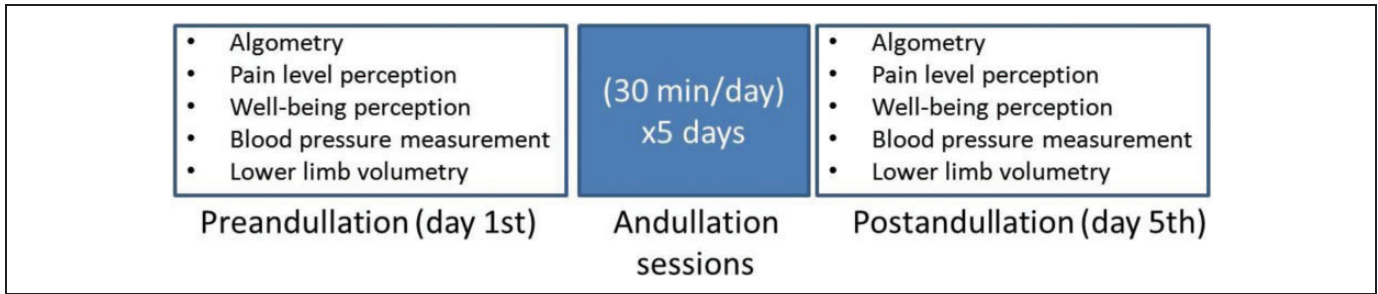 • Algometry
• Pain level perception
• Well-being perception
• Blood pressure measurement
• Lower limb volumetry
Preandullation (day 1st)
(30 min/day)
x5 days
Andullation
sessions
• Algometry
• Pain level perception
• Well-being perception
• Blood pressure measurement
• Lower limb volumetry
Postandullation (day 5th)